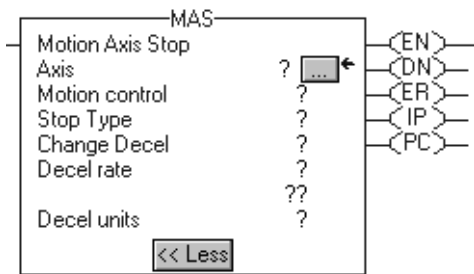 MAS
Motion Axis Stop
Axis ? ...
Motion control ?
Stop Type ?
Change Decel ?
Decel rate ?
??
Decel units ?
<< Less
EN
DN
ER
IP
PC